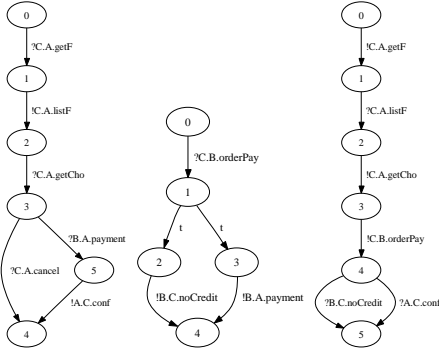 0
?C.A.getF
1
!C.A.listF
2
?C.A.getCho
3
?B.A.payment
?C.A.cancel
5
!A.C.conf
4
0
?C.B.orderPay
1
t
t
2
3
!B.C.noCredit
!B.A.payment
4
0
!C.A.getF
1
?C.A.listF
2
!C.A.getCho
3
!C.B.orderPay
4
?B.C.noCredit
?A.C.conf
5